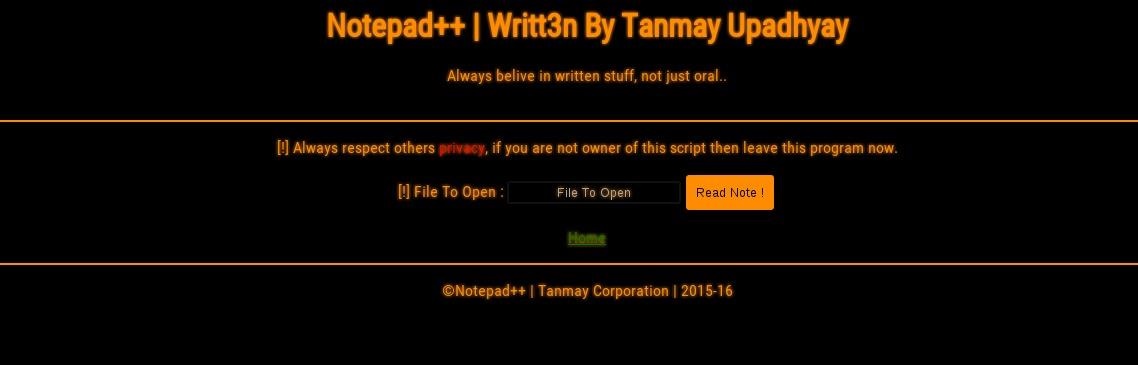 Notepad++ | Writt3n By Tanmay Upadhyay
Always belive in written stuff, not just oral..
[!] Always respect others privacy, if you are not owner of this script then leave this program now.
[!] File To Open : File To Open Read Note !
Home
©Notepad++ | Tanmay Corporation | 2015-16